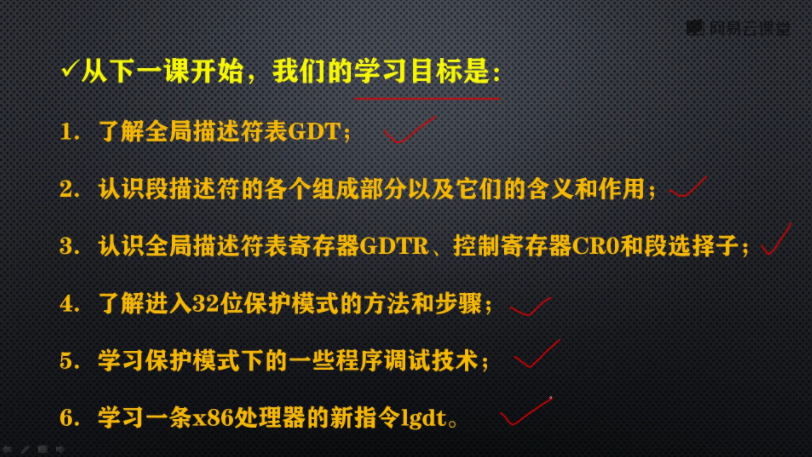 网易云课堂
从下一课开始，我们的学习目标是：
1. 了解全局描述符表GDT；
2. 认识段描述符的各个组成部分以及它们的含义和作用；
3. 认识全局描述符表寄存器GDTR、控制寄存器CR0和段选择子；
4. 了解进入32位保护模式的方法和步骤；
5. 学习保护模式下的一些程序调试技术；
6. 学习一条x86处理器的新指令lgdt。